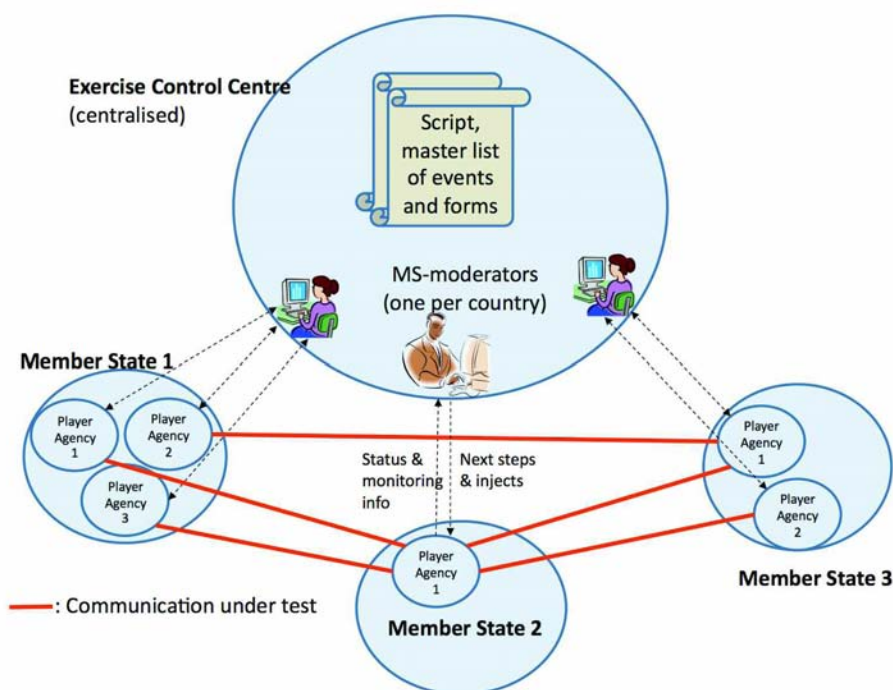 Exercise Control Centre
(centralised)
Script,
master list
of events
and forms
MS-moderators
(one per country)
Member State 1
Player
Agency
1
Player
Agency
2
Player
Agency
3
Status &
monitoring
info
Next steps
& injects
Player
Agency
1
Player
Agency
2
Member State 3
Player
Agency
1
Member State 2
: Communication under test